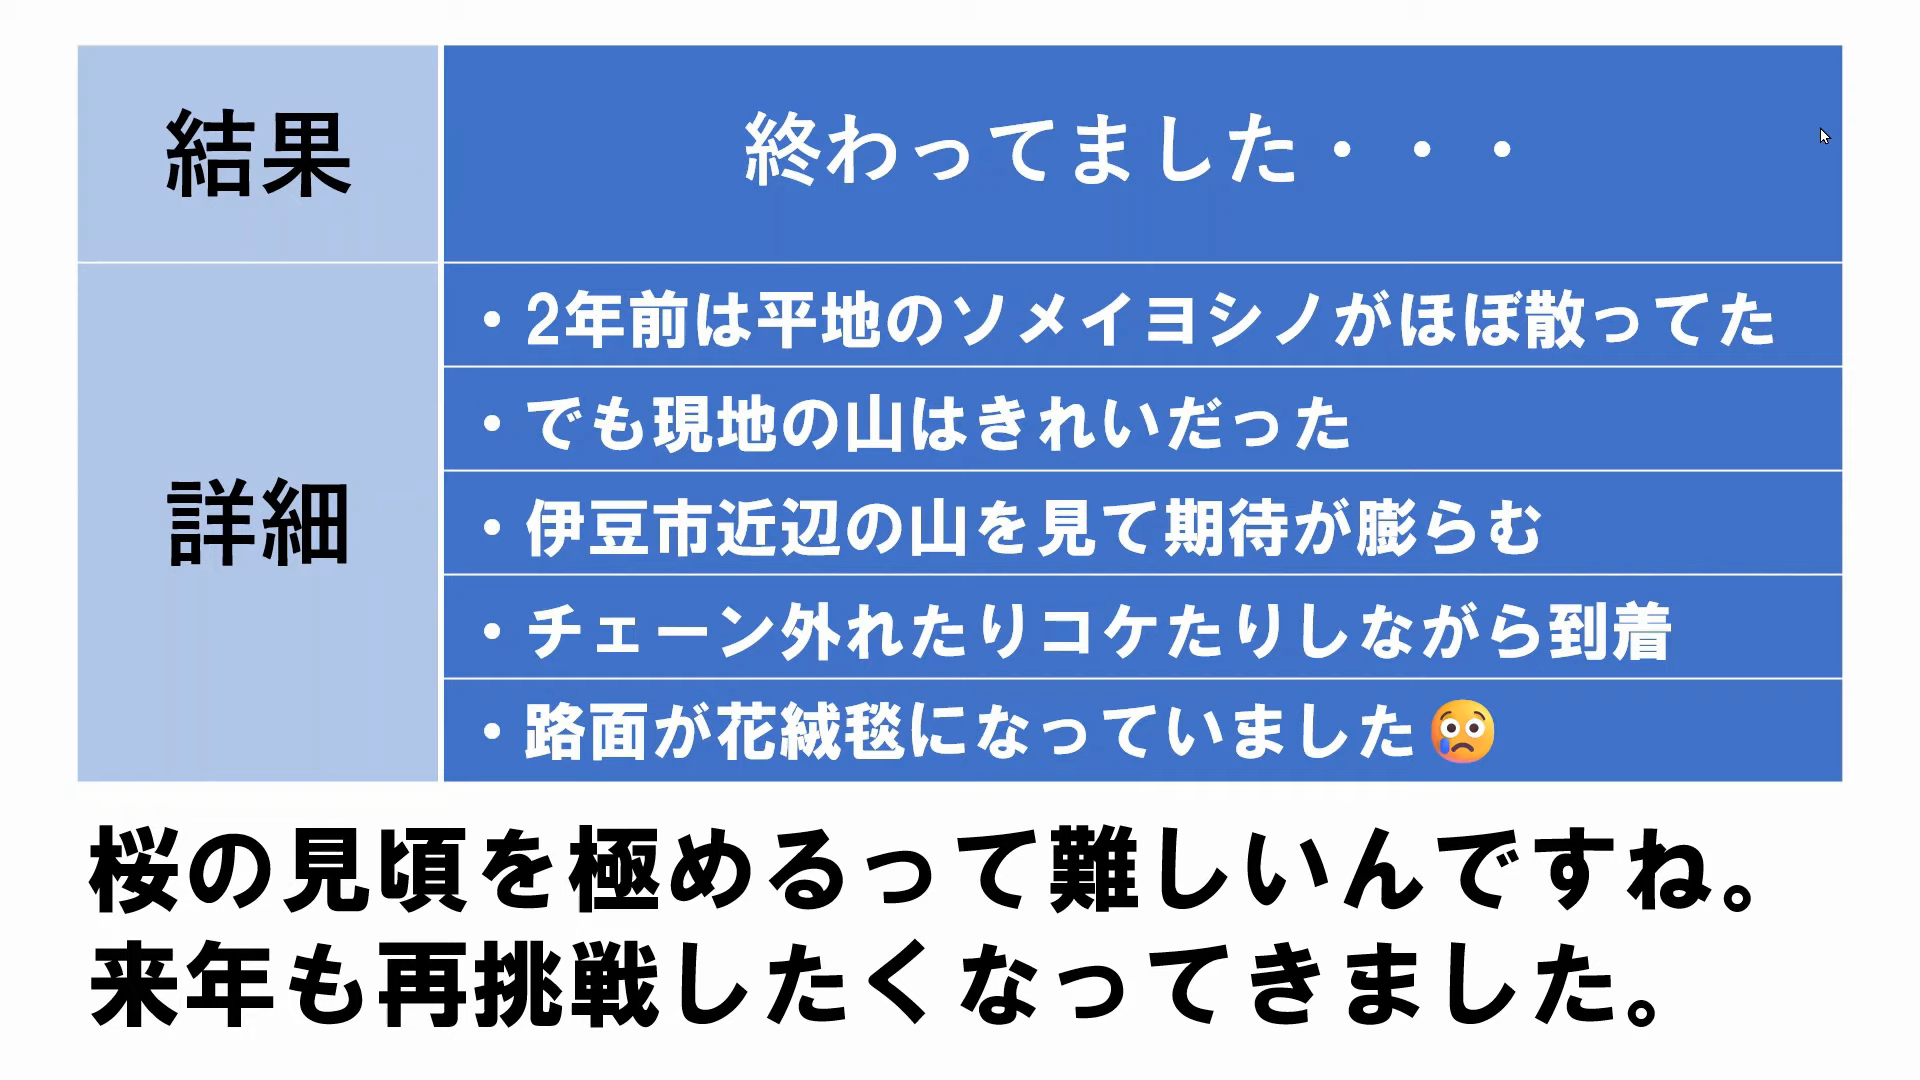 結果
終わってました・・・
詳細
・2年前は平地のソメイヨシノがほぼ散ってた
・でも現地の山はきれいだった
・伊豆市近辺の山を見て期待が膨らむ
・チェーン外れたりコケたりしながら到着
・路面が花絨毯になっていました😢
桜の見頃を極めるって難しいんですね。
来年も再挑戦したくなってきました。